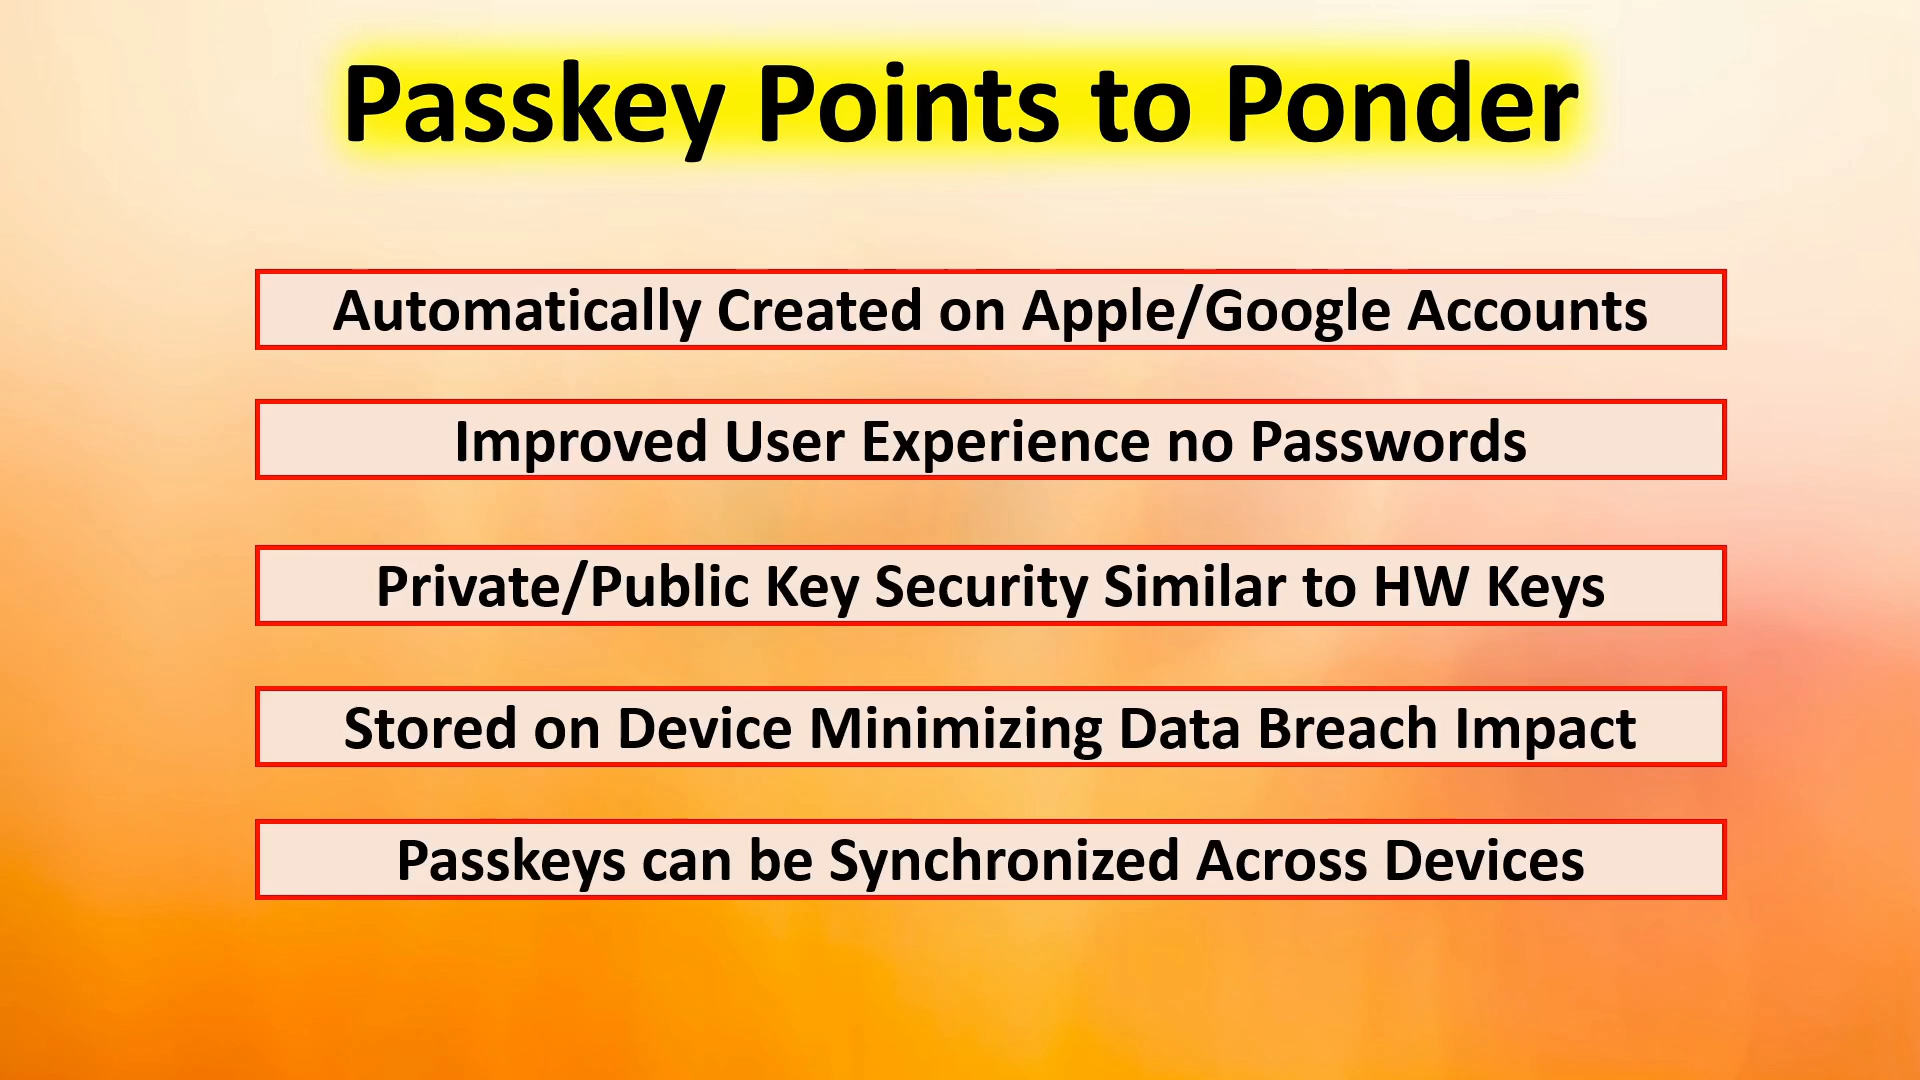 Passkey Points to Ponder
Automatically Created on Apple/Google Accounts
Improved User Experience no Passwords
Private/Public Key Security Similar to HW Keys
Stored on Device Minimizing Data Breach Impact
Passkeys can be Synchronized Across Devices